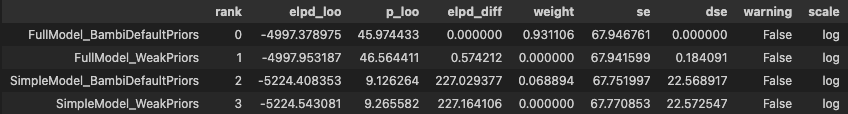 rank elpd_loo p_loo elpd_diff weight se dse warning scale
FullModel_BambiDefaultPriors 0 -4997.378975 45.974433 0.000000 0.931106 67.946761 0.000000 False log
FullModel_WeakPriors 1 -4997.953187 46.564411 0.574212 0.000000 67.941599 0.184091 False log
SimpleModel_BambiDefaultPriors 2 -5224.408353 9.126264 227.029377 0.068894 67.751997 22.568917 False log
SimpleModel_WeakPriors 3 -5224.543081 9.265582 227.164106 0.000000 67.770853 22.572547 False log